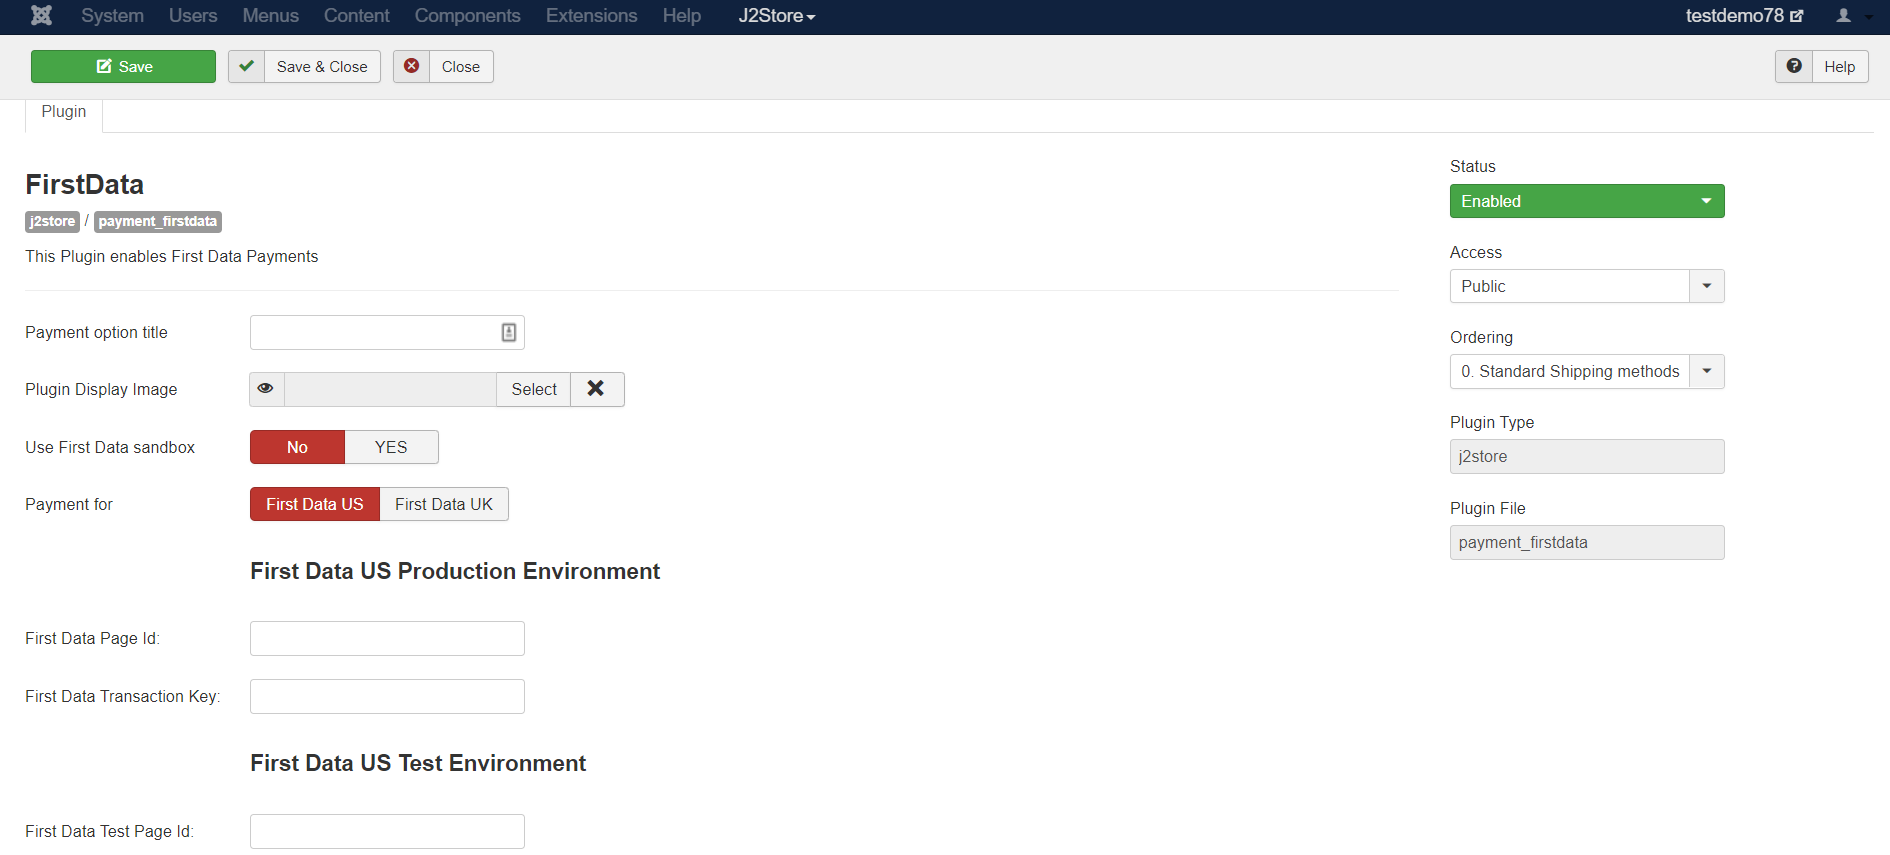 System Users Menus Content Components Extensions Help J2Store testdemo78
Save Save & Close Close Help
Plugin
FirstData
j2store / payment_firstdata
This Plugin enables First Data Payments
Payment option title
Plugin Display Image Select
Use First Data sandbox No YES
Payment for First Data US First Data UK
First Data US Production Environment
First Data Page Id:
First Data Transaction Key:
First Data US Test Environment
First Data Test Page Id:
Status
Enabled
Access
Public
Ordering
0. Standard Shipping methods
Plugin Type
j2store
Plugin File
payment_firstdata